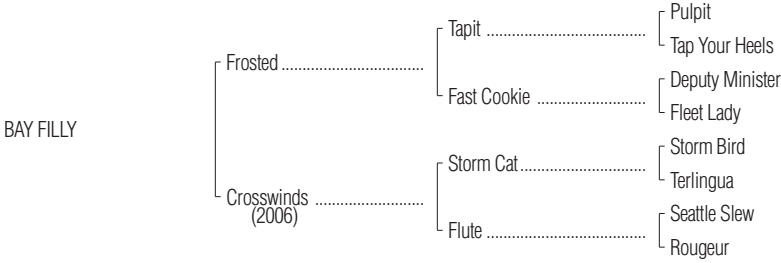 Pulpit
Tapit
Tap Your Heels
Frosted
Deputy Minister
Fast Cookie
Fleet Lady
BAY FILLY
Storm Bird
Storm Cat
Terlingua
Crosswinds
(2006)
Seattle Slew
Flute
Rougeur